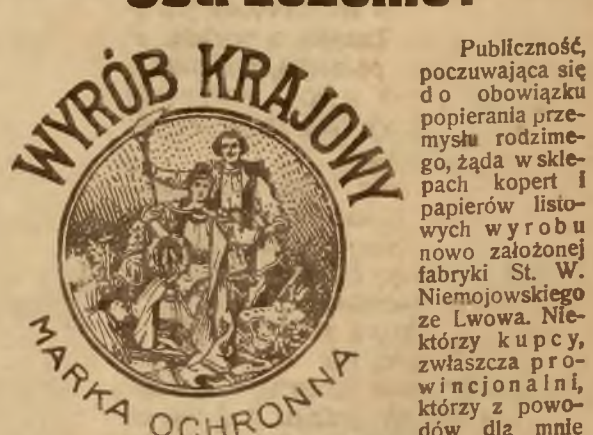 WYRÓB KRAJOWY
MARKA OCHRONNA
Publiczność,
poczuwająca się
do obowiązku
popierania prze-
mysłu rodzime-
go, żąda w skle-
pach kopert i
papierów listo-
wych wyrobu
nowo założonej
fabryki St. W.
Niemojowskiego
ze Lwowa. Nie-
którzy kupcy,
zwłaszcza pro-
wincjonalni,
którzy z powo-
dów dla mnie